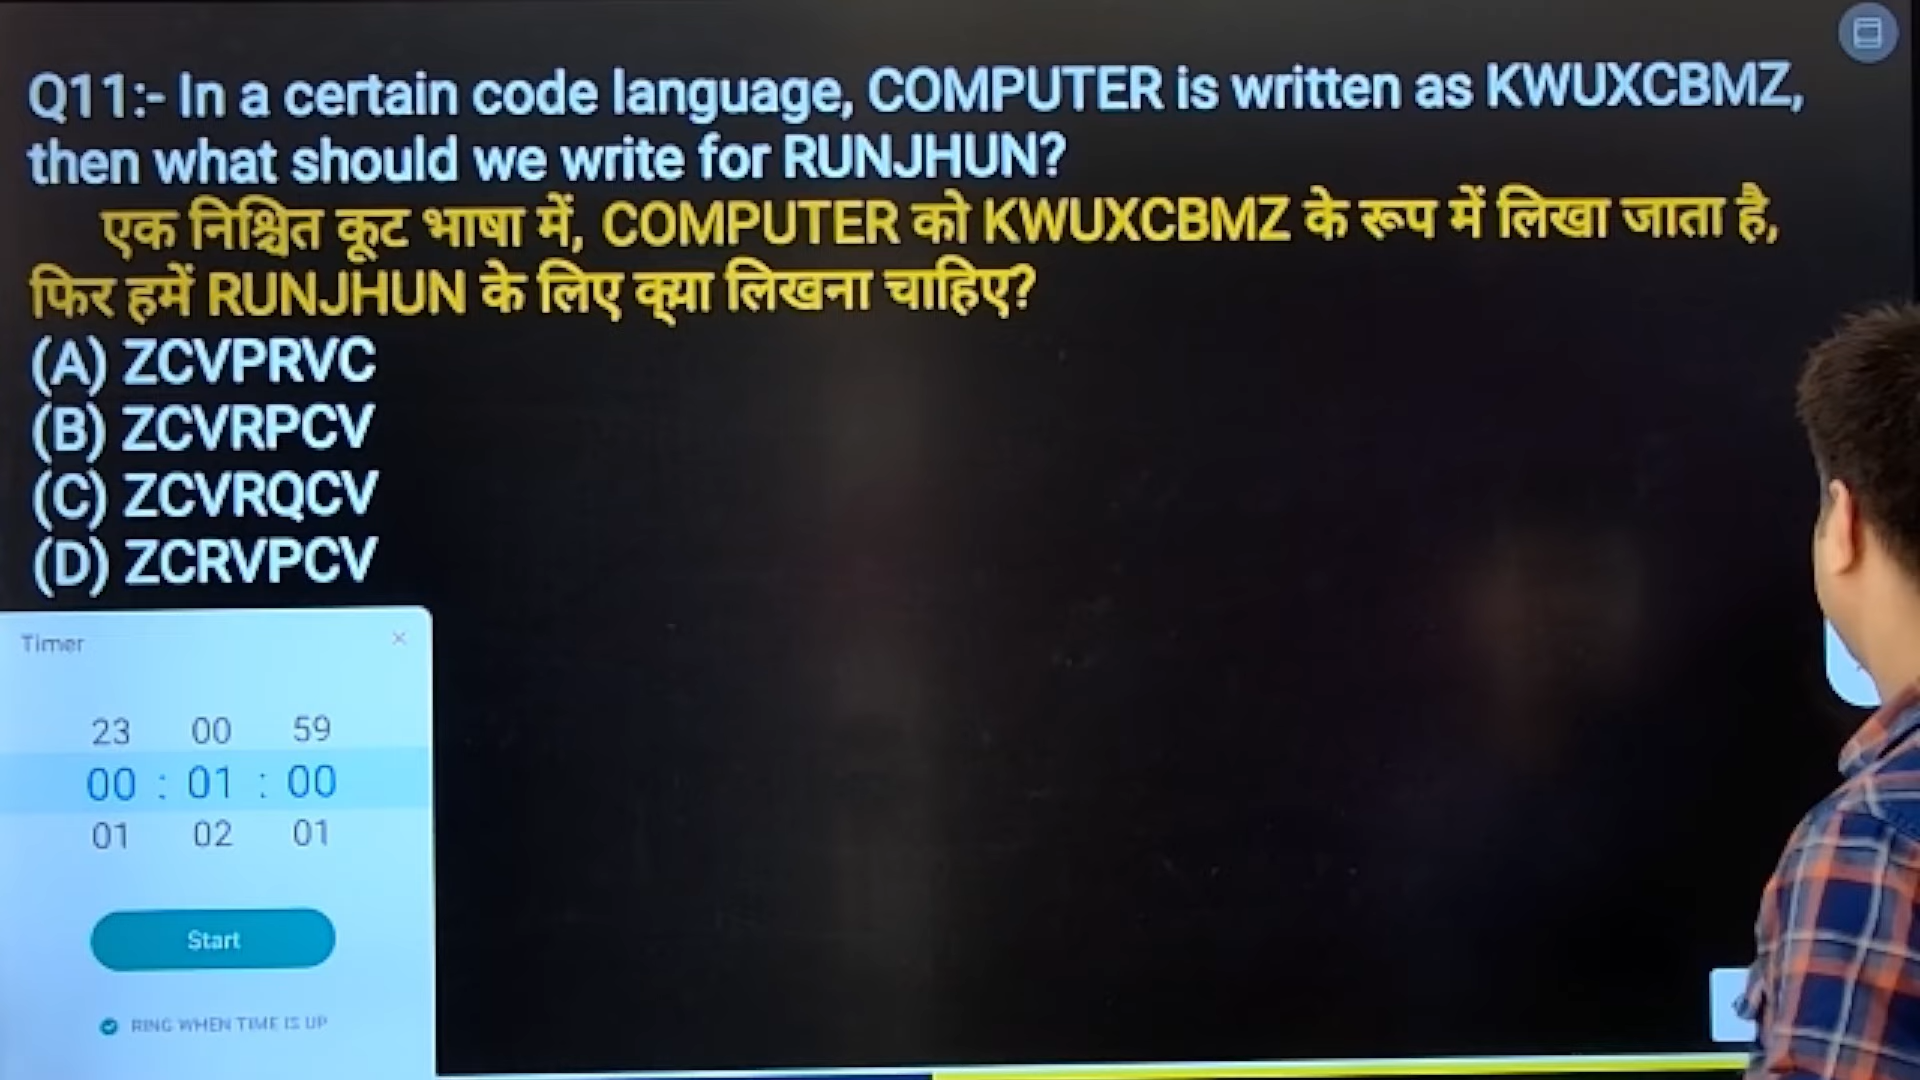 Q11:- In a certain code language, COMPUTER is written as KWUXCBMZ,
then what should we write for RUNJHUN?
एक निश्चित कूट भाषा में, COMPUTER को KWUXCBMZ के रूप में लिखा जाता है,
फिर हमें RUNJHUN के लिए क्या लिखना चाहिए?
(A) ZCVPRVC
(B) ZCVRPCV
(C) ZCVRQCV
(D) ZCRVPCV
Timer ×
23 00 59
00 : 01 : 00
01 02 01
Start
RING WHEN TIME IS UP